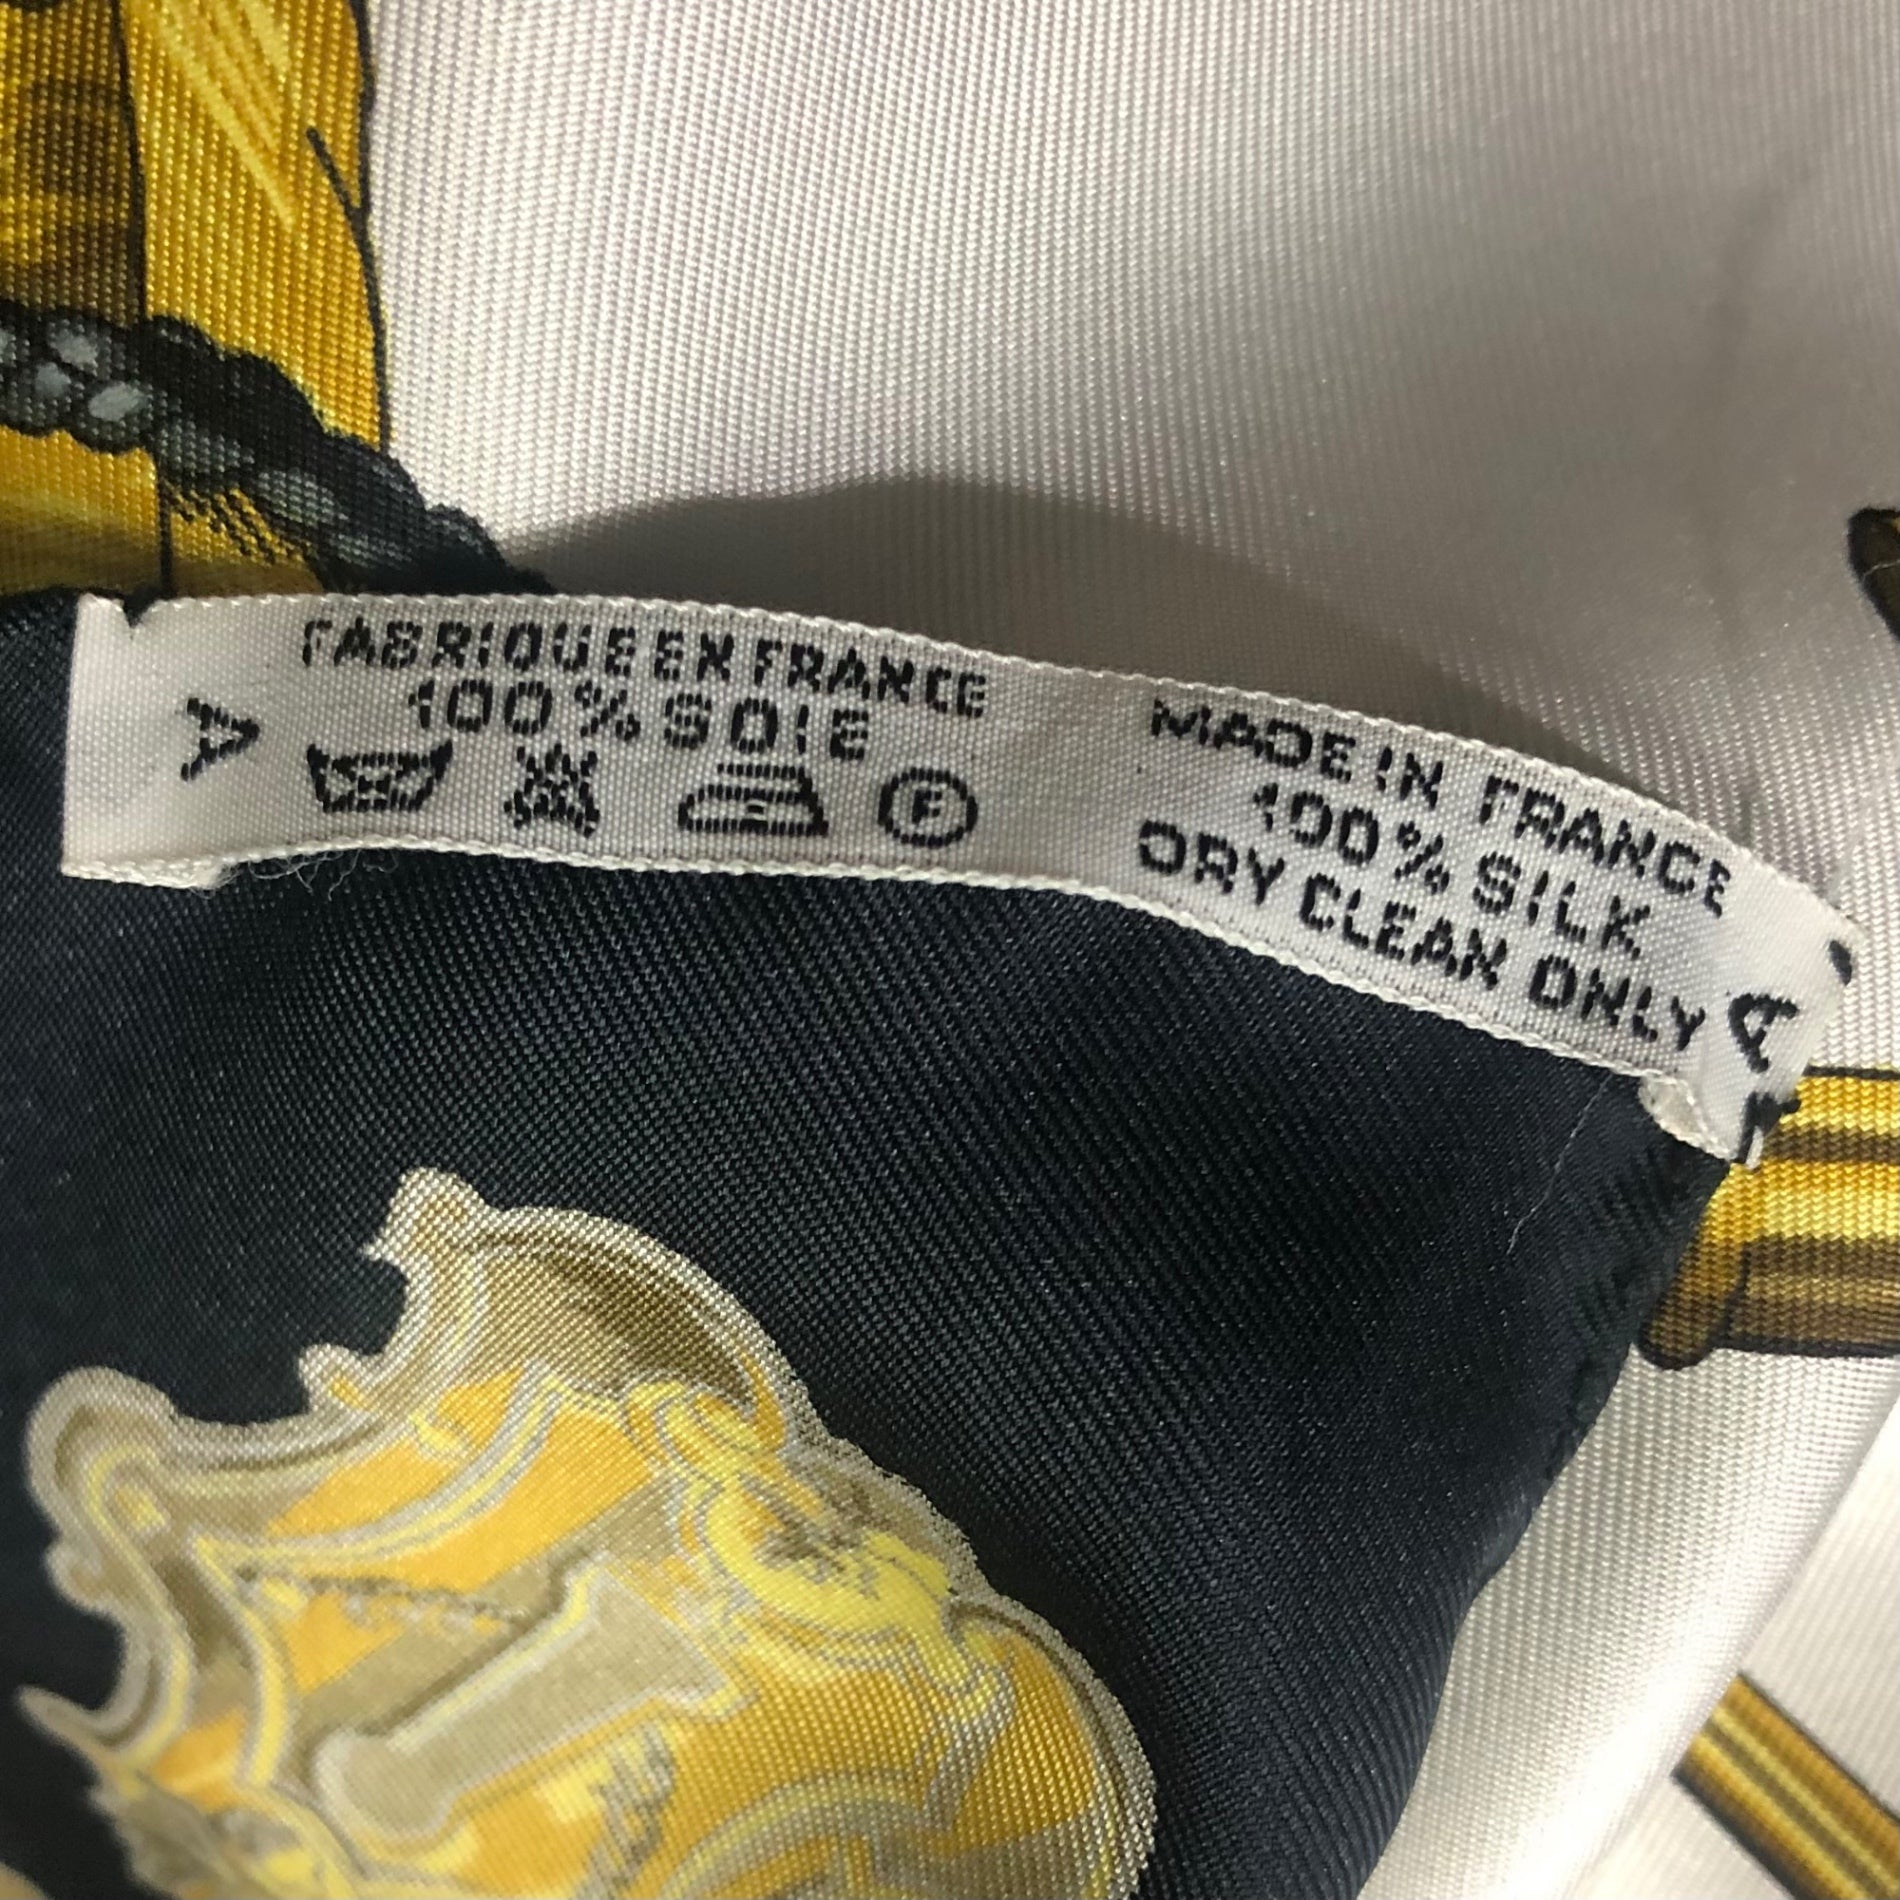 A
FABRIQUE EN FRANCE
100% SOIE
F
MADE IN FRANCE
100% SILK
DRY CLEAN ONLY
A